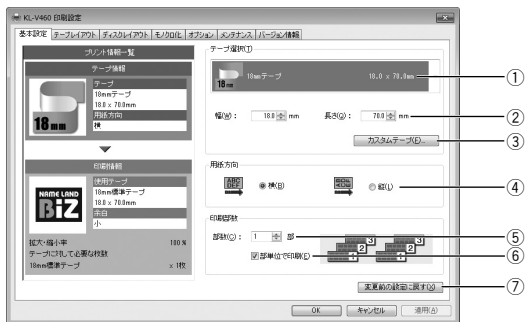 KL-V460 印刷設定
基本設定 テープレイアウト ディスクレイアウト モノクロ化 オプション メンテナンス バージョン情報
プリント情報一覧
テープ情報
18mm
テープ
18mmテープ
18.0 x 70.0mm
用紙方向
横
印刷情報
NAME LAND
BiZ
使用テープ
18mm標準テープ
18.0 x 70.0mm
余白
小
拡大・縮小率 100 %
テープに対して必要な枚数
18mm標準テープ x 1枚
テープ選択(T)
18mm
18mmテープ 18.0 x 70.0mm
①
幅(W): 18.0 mm 長さ(G): 70.0 mm
②
カスタムテープ(F)...
③
用紙方向
ABC
DEF
横(R)
縦(L)
④
印刷部数
部数(C): 1 部
⑤
部単位で印刷(E)
1 2 3 1 2 3
⑥
変更前の設定に戻す(X)
⑦
OK キャンセル 適用(A)